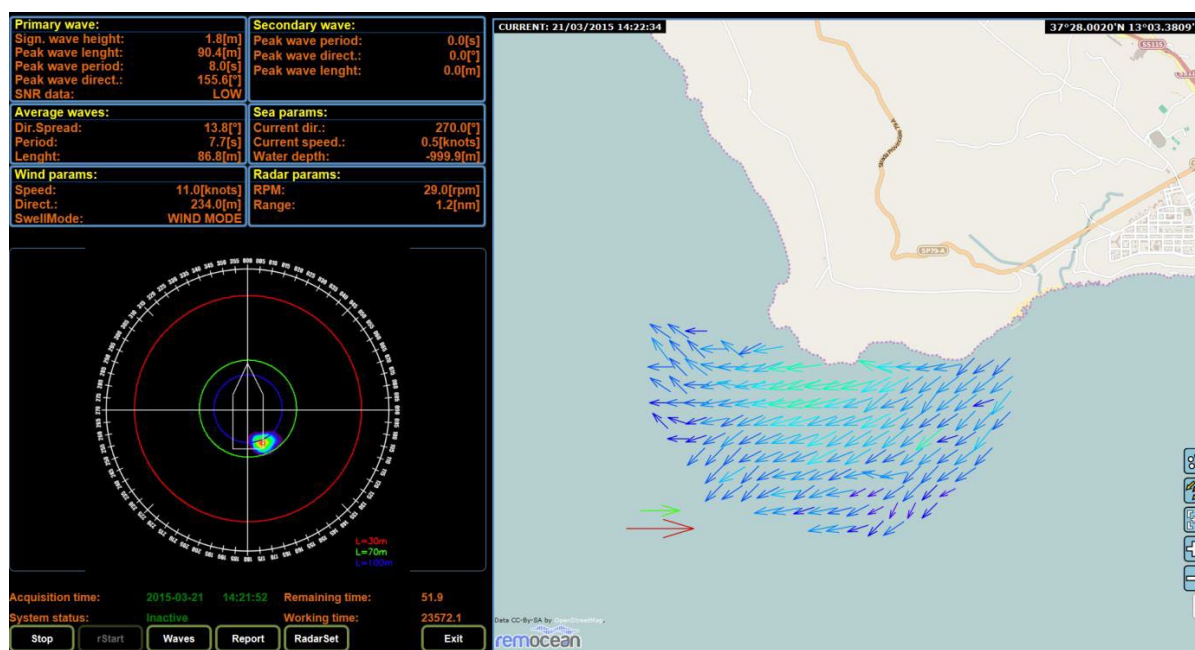 Primary wave:
Sign. wave height: 1.8[m]
Peak wave lenght: 90.4[m]
Peak wave period: 8.0[s]
Peak wave direct.: 155.6[°]
SNR data: LOW
Secondary wave:
Peak wave period: 0.0[s]
Peak wave direct.: 0.0[°]
Peak wave lenght: 0.0[m]
Average waves:
Dir.Spread: 13.8[°]
Period: 7.7[s]
Lenght: 86.8[m]
Sea params:
Current dir.: 270.0[°]
Current speed.: 0.5[knots]
Water depth: -999.9[m]
Wind params:
Speed: 11.0[knots]
Direct.: 234.0[m]
SwellMode: WIND MODE
Radar params:
RPM: 29.0[rpm]
Range: 1.2[nm]
L=30m
L=70m
L=100m
Acquisition time: 2015-03-21 14:21:52 Remaining time: 51.9
System status: Inactive Working time: 23572.1
Stop rStart Waves Report RadarSet Exit
CURRENT: 21/03/2015 14:22:34
37°28.0020'N 13°03.3809'
SS115
SP79-A
Data CC-By-SA by OpenStreetMap.
remocean